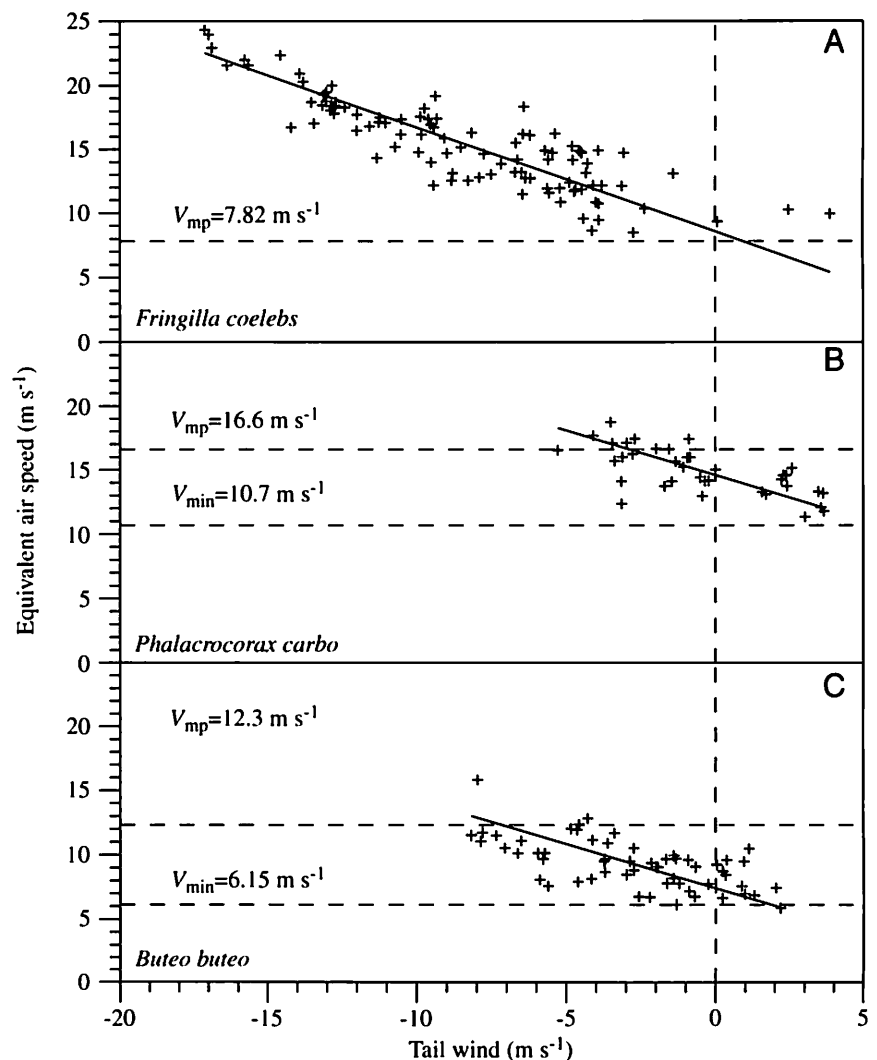 25
A
20
15
10
V_mp=7.82 m s⁻¹
5
Fringilla coelebs
0
B
20
V_mp=16.6 m s⁻¹
15
V_min=10.7 m s⁻¹
10
5
Phalacrocorax carbo
0
C
20
V_mp=12.3 m s⁻¹
15
10
V_min=6.15 m s⁻¹
5
Buteo buteo
0
Equivalent air speed (m s⁻¹)
-20 -15 -10 -5 0 5
Tail wind (m s⁻¹)